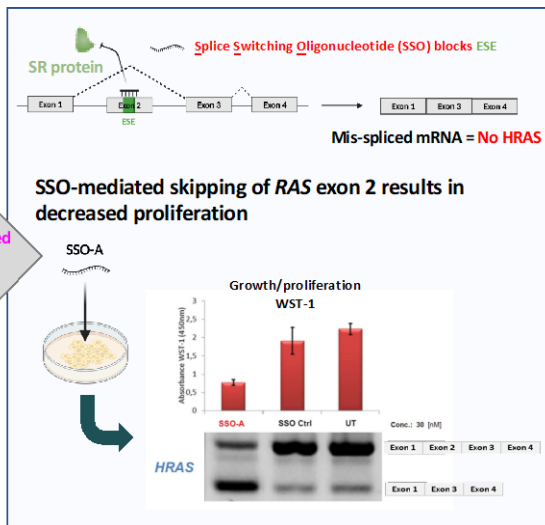 Splice Switching Oligonucleotide (SSO) blocks ESE
SR protein
Exon 1
Exon 2
Exon 3
Exon 4
ESE
Exon 1 Exon 3 Exon 4
Mis-spliced mRNA = No HRAS
SSO-mediated skipping of RAS exon 2 results in
decreased proliferation
ed
SSO-A
Growth/proliferation
WST-1
Absorbance WST-1 (450nm)
2,5
2
1,5
1
0,5
0
SSO-A SSO Ctrl UT
Conc.: 30 [nM]
HRAS
Exon 1 Exon 2 Exon 3 Exon 4
Exon 1 Exon 3 Exon 4